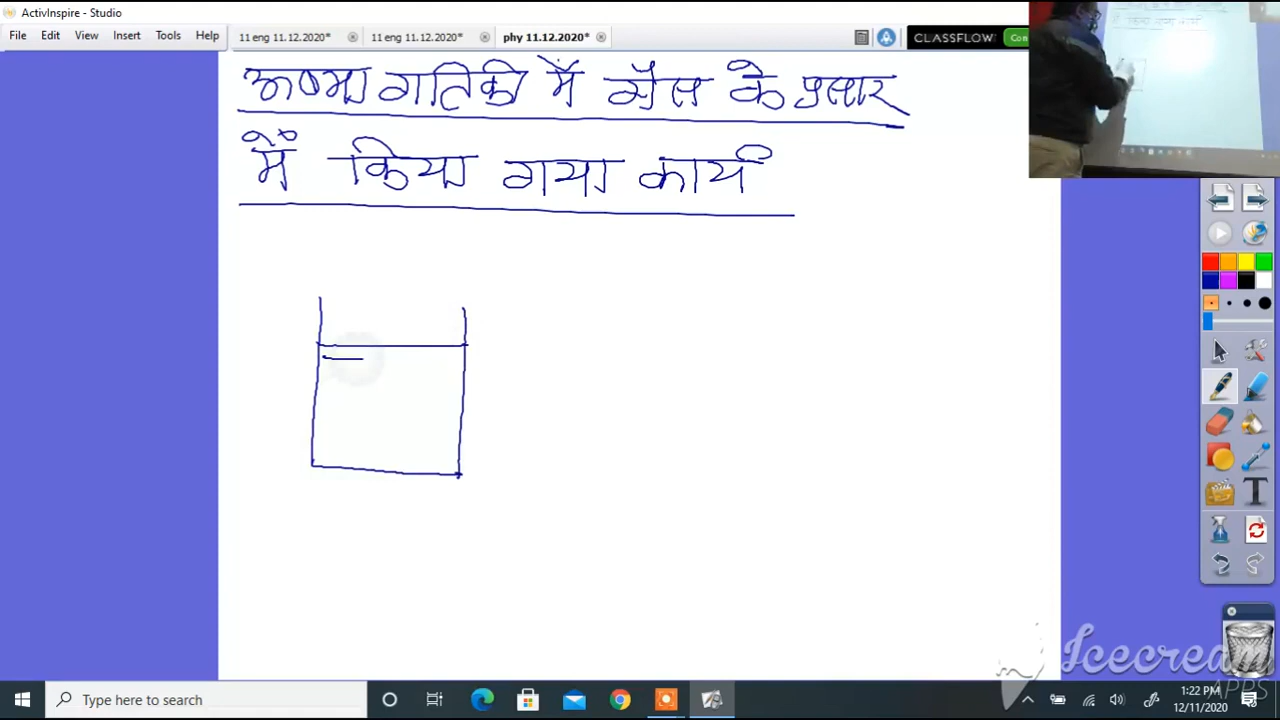 ActivInspire - Studio
File Edit View Insert Tools Help
11 eng 11.12.2020* 11 eng 11.12.2020* phy 11.12.2020* CLASSFLOW Con
ऊष्मा गतिकी में गैस के प्रसार
में किया गया कार्य
Icecream
APPS
Type here to search
1:22 PM
12/11/2020